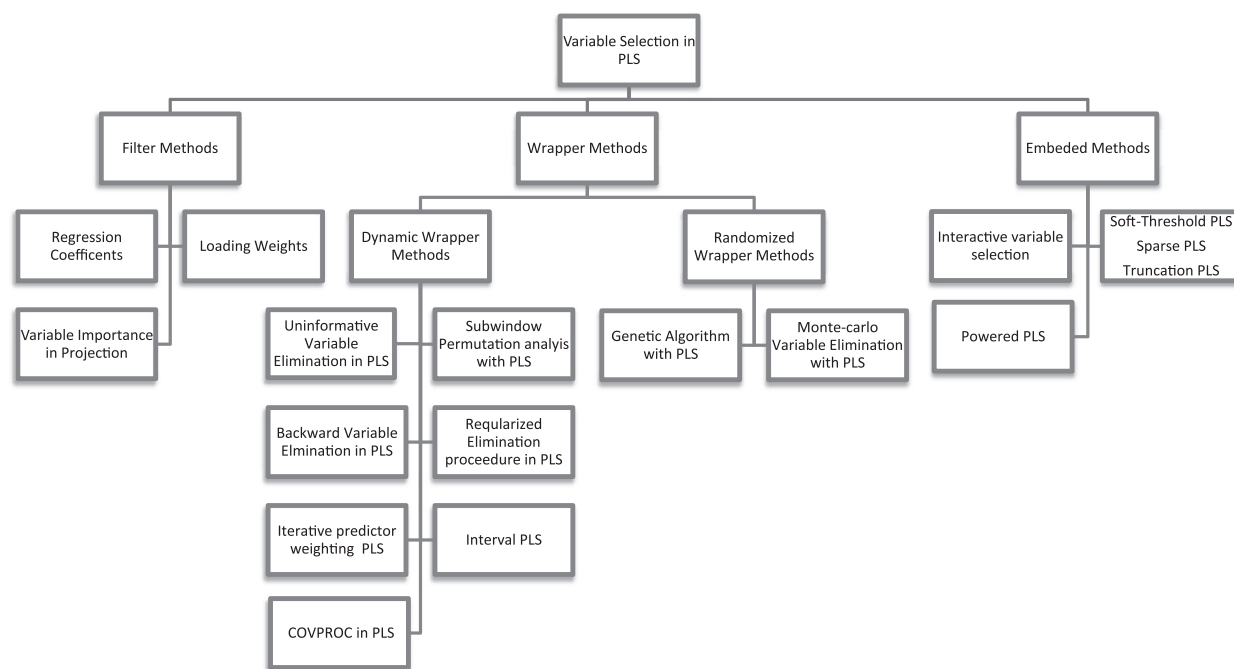 Variable Selection in
PLS
Filter Methods
Wrapper Methods
Embeded Methods
Regression
Coefficents
Loading Weights
Dynamic Wrapper
Methods
Randomized
Wrapper Methods
Interactive variable
selection
Soft-Threshold PLS
Sparse PLS
Truncation PLS
Variable Importance
in Projection
Uninformative
Variable
Elimination in PLS
Subwindow
Permutation analyis
with PLS
Genetic Algorithm
with PLS
Monte-carlo
Variable Elimination
with PLS
Powered PLS
Backward Variable
Elmination in PLS
Reqularized
Elimination
proceedure in PLS
Iterative predictor
weighting PLS
Interval PLS
COVPROC in PLS